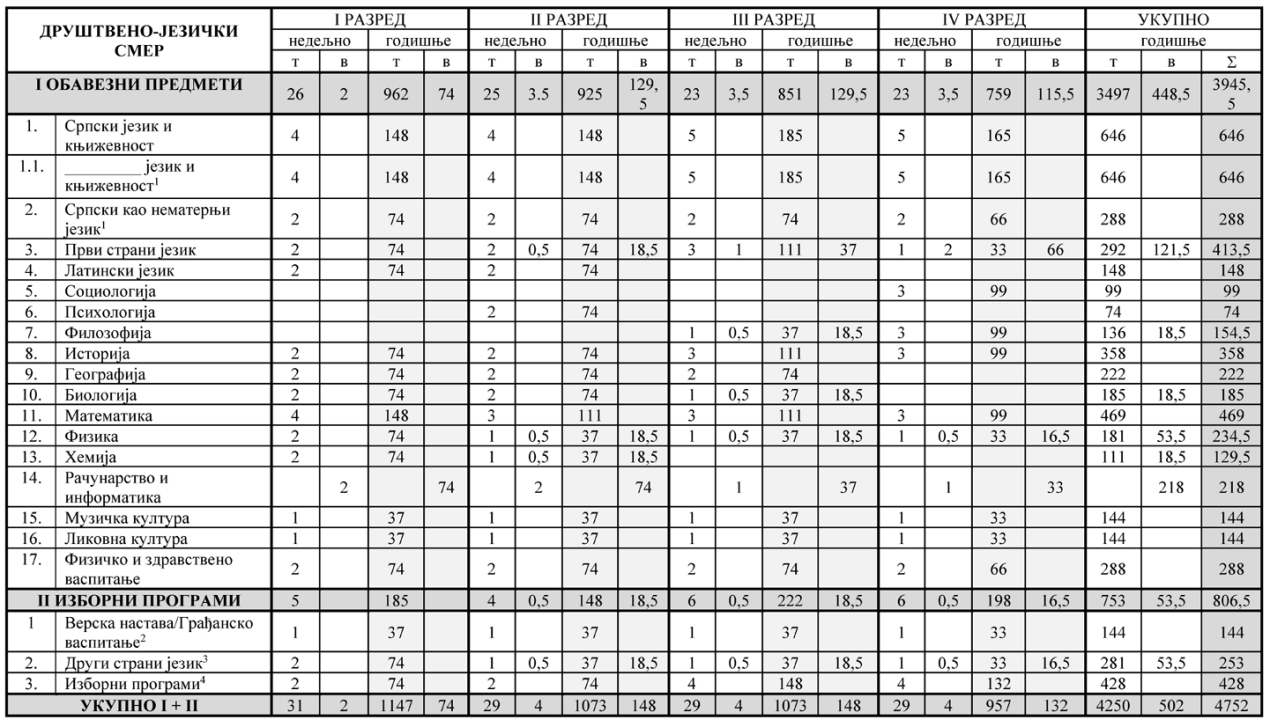 ДРУШТВЕНО-ЈЕЗИЧКИ СМЕР I РАЗРЕД II РАЗРЕД III РАЗРЕД IV РАЗРЕД УКУПНО
недељно годишње недељно годишње недељно годишње недељно годишње годишње
т в т в т в т в т в т в т в т в т в Σ
I ОБАВЕЗНИ ПРЕДМЕТИ 26 2 962 74 25 3.5 925 129,5 23 3,5 851 129,5 23 3,5 759 115,5 3497 448,5 3945,5
1. Српски језик и књижевност 4 148 4 148 5 185 5 165 646 646
1.1. _________ језик и књижевност¹ 4 148 4 148 5 185 5 165 646 646
2. Српски као нематерњи језик¹ 2 74 2 74 2 74 2 66 288 288
3. Први страни језик 2 74 2 0,5 74 18,5 3 1 111 37 1 2 33 66 292 121,5 413,5
4. Латински језик 2 74 2 74 148 148
5. Социологија 3 99 99 99
6. Психологија 2 74 74 74
7. Филозофија 1 0,5 37 18,5 3 99 136 18,5 154,5
8. Историја 2 74 2 74 3 111 3 99 358 358
9. Географија 2 74 2 74 2 74 222 222
10. Биологија 2 74 2 74 1 0,5 37 18,5 185 18,5 185
11. Математика 4 148 3 111 3 111 3 99 469 469
12. Физика 2 74 1 0,5 37 18,5 1 0,5 37 18,5 1 0,5 33 16,5 181 53,5 234,5
13. Хемија 2 74 1 0,5 37 18,5 111 18,5 129,5
14. Рачунарство и информатика 2 74 2 74 1 37 1 33 218 218
15. Музичка култура 1 37 1 37 1 37 1 33 144 144
16. Ликовна култура 1 37 1 37 1 37 1 33 144 144
17. Физичко и здравствено васпитање 2 74 2 74 2 74 2 66 288 288
II ИЗБОРНИ ПРОГРАМИ 5 185 4 0,5 148 18,5 6 0,5 222 18,5 6 0,5 198 16,5 753 53,5 806,5
1 Верска настава/Грађанско васпитање² 1 37 1 37 1 37 1 33 144 144
2. Други страни језик³ 2 74 1 0,5 37 18,5 1 0,5 37 18,5 1 0,5 33 16,5 281 53,5 253
3. Изборни програми⁴ 2 74 2 74 4 148 4 132 428 428
УКУПНО I + II 31 2 1147 74 29 4 1073 148 29 4 1073 148 29 4 957 132 4250 502 4752